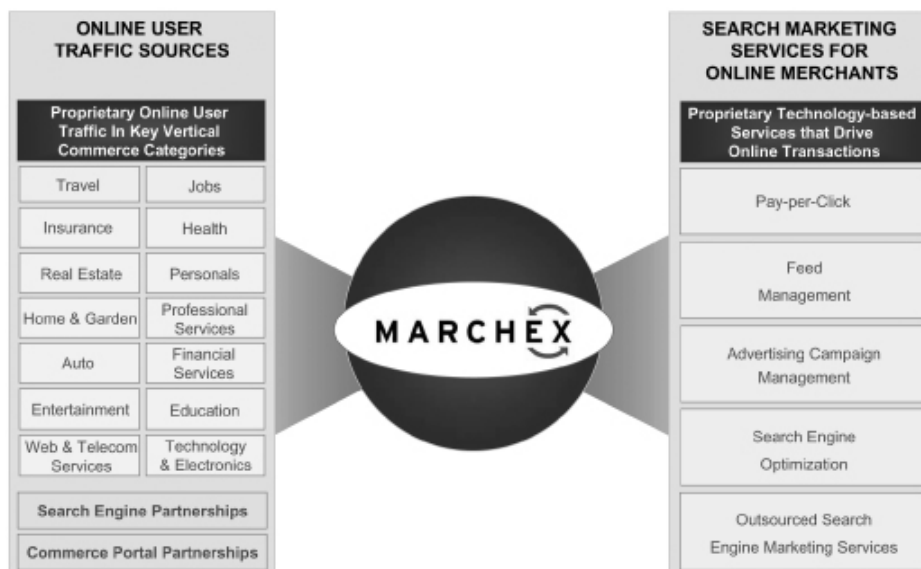 ONLINE USER
TRAFFIC SOURCES
Proprietary Online User
Traffic In Key Vertical
Commerce Categories
Travel
Jobs
Insurance
Health
Real Estate
Personals
Home & Garden
Professional
Services
Auto
Financial
Services
Entertainment
Education
Web & Telecom
Services
Technology
& Electronics
Search Engine Partnerships
Commerce Portal Partnerships
MARCHEX
SEARCH MARKETING
SERVICES FOR
ONLINE MERCHANTS
Proprietary Technology-based
Services that Drive
Online Transactions
Pay-per-Click
Feed
Management
Advertising Campaign
Management
Search Engine
Optimization
Outsourced Search
Engine Marketing Services